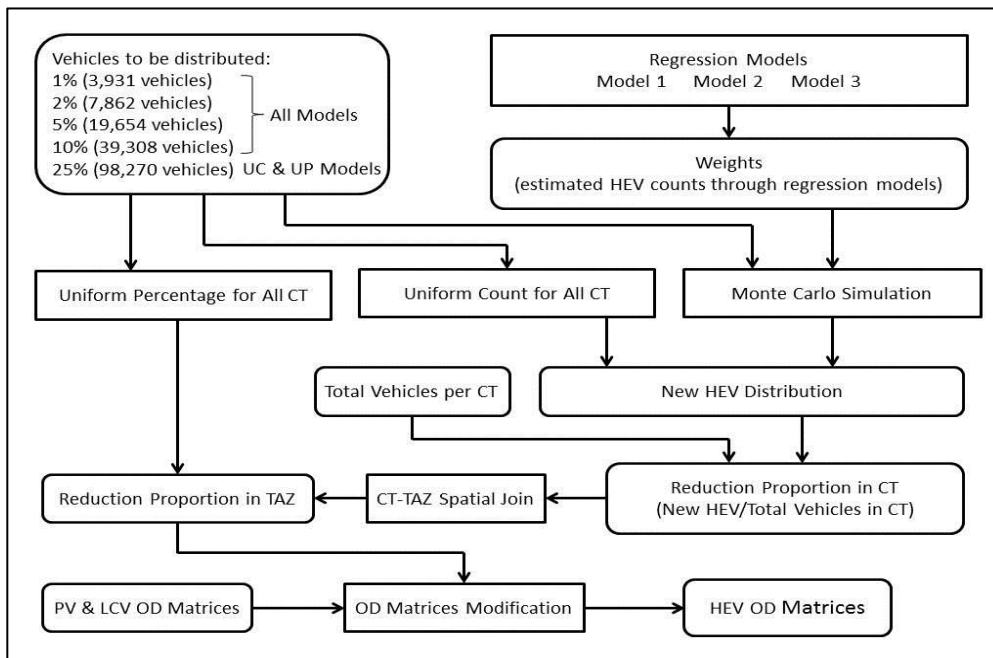 Vehicles to be distributed:
1% (3,931 vehicles)
2% (7,862 vehicles)
5% (19,654 vehicles)
10% (39,308 vehicles)
All Models
25% (98,270 vehicles) UC & UP Models
Regression Models
Model 1 Model 2 Model 3
Weights
(estimated HEV counts through regression models)
Uniform Percentage for All CT
Uniform Count for All CT
Monte Carlo Simulation
Total Vehicles per CT
New HEV Distribution
Reduction Proportion in TAZ
CT-TAZ Spatial Join
Reduction Proportion in CT
(New HEV/Total Vehicles in CT)
PV & LCV OD Matrices
OD Matrices Modification
HEV OD Matrices